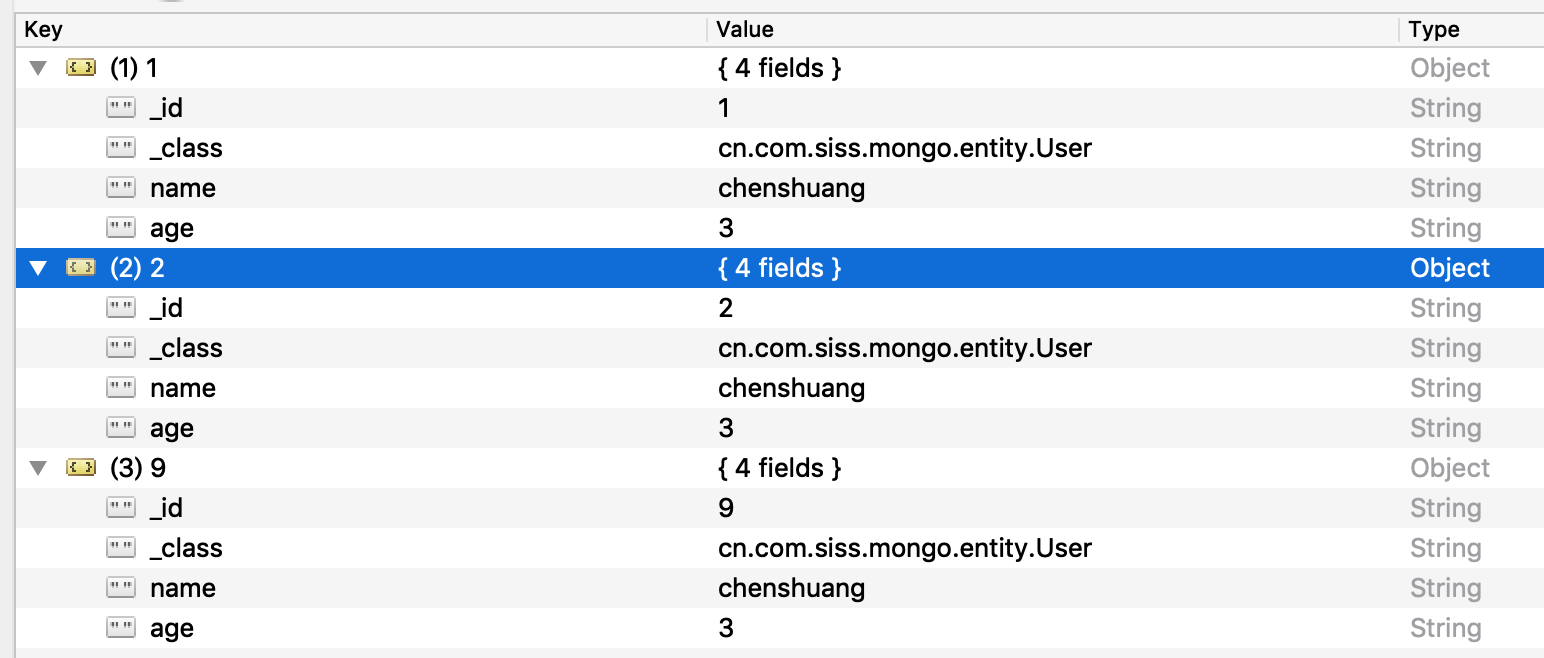 Key Value Type
(1) 1 { 4 fields } Object
_id 1 String
_class cn.com.siss.mongo.entity.User String
name chenshuang String
age 3 String
(2) 2 { 4 fields } Object
_id 2 String
_class cn.com.siss.mongo.entity.User String
name chenshuang String
age 3 String
(3) 9 { 4 fields } Object
_id 9 String
_class cn.com.siss.mongo.entity.User String
name chenshuang String
age 3 String